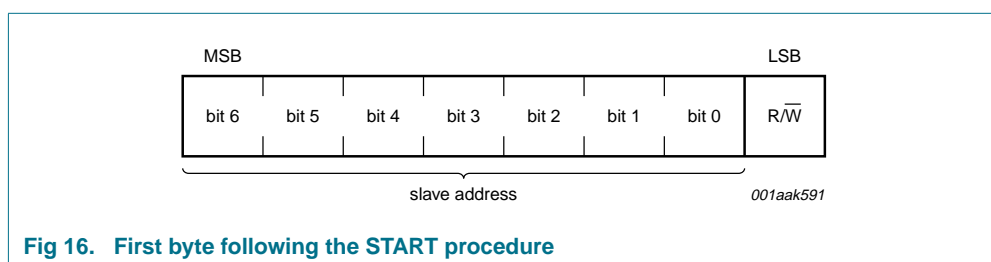 MSB LSB
bit 6 bit 5 bit 4 bit 3 bit 2 bit 1 bit 0 R/W̅
slave address 001aak591
Fig 16. First byte following the START procedure